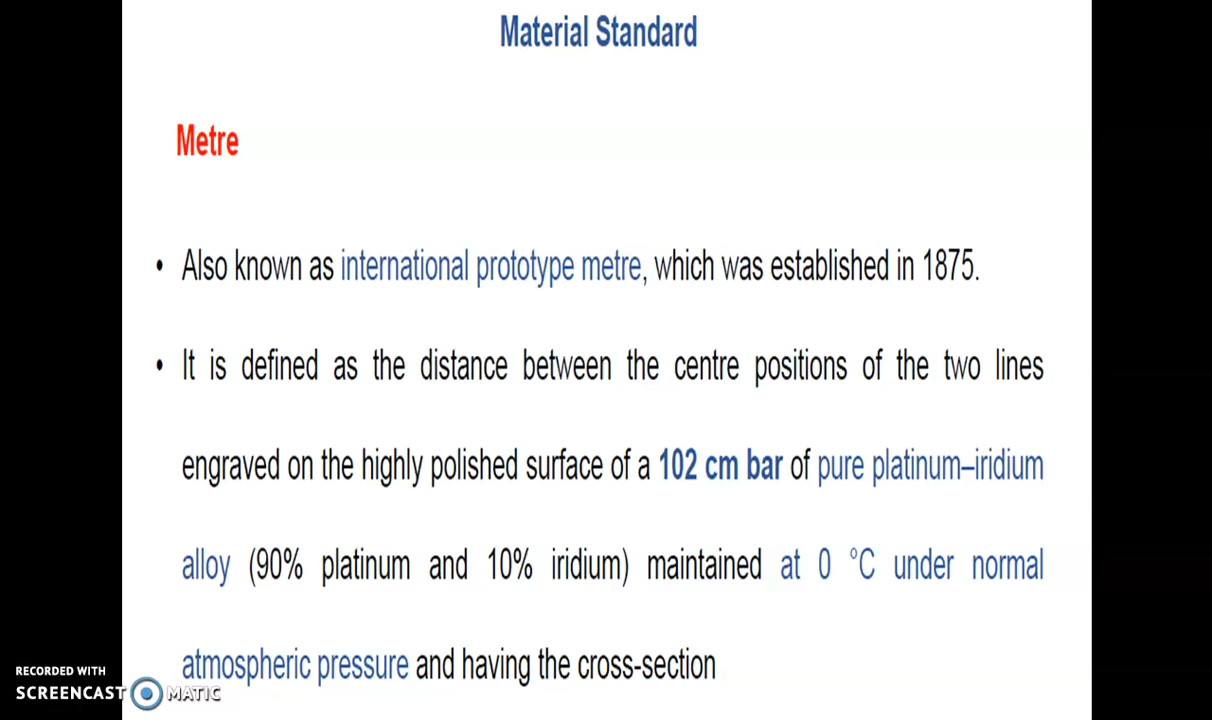 Material Standard
Metre
• Also known as international prototype metre, which was established in 1875.
• It is defined as the distance between the centre positions of the two lines
engraved on the highly polished surface of a 102 cm bar of pure platinum–iridium
alloy (90% platinum and 10% iridium) maintained at 0 °C under normal
atmospheric pressure and having the cross-section
RECORDED WITH
SCREENCAST MATIC